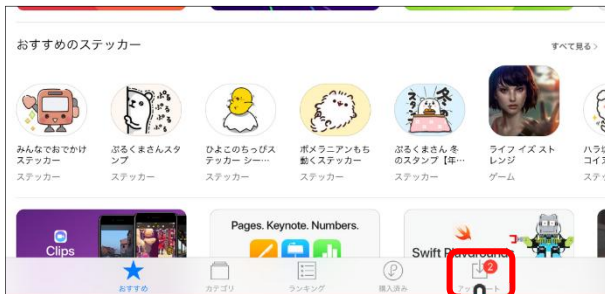 おすすめのステッカー
すべて見る >
みんなでおでかけ
ステッカー
ステッカー
ぷるくまさんスタ
ンプ
ステッカー
ひよこのちっぴス
テッカー シー…
ステッカー
ポメラニアンもち
動くステッカー
ステッカー
ぷるくまさん 冬
のスタンプ【年…
ステッカー
ライフ イズ スト
レンジ
ゲーム
Clips
Pages. Keynote. Numbers.
Swift Playgrounds
おすすめ
カテゴリ
ランキング
購入済み
2